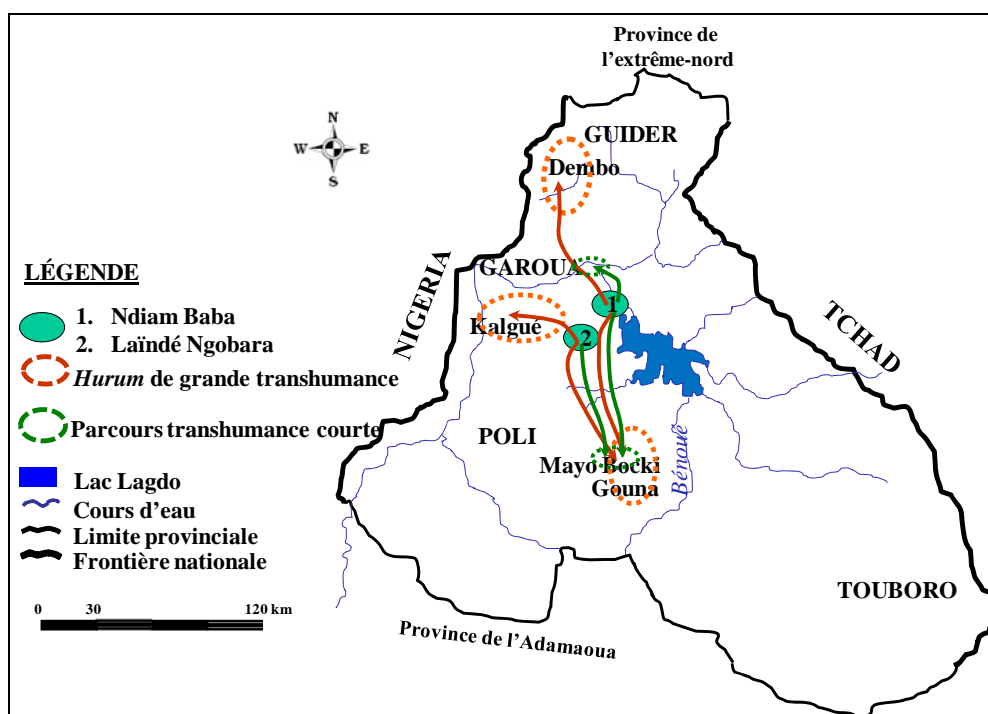 Province de
l'extrême-nord
N
W E
S
GUIDER
Dembo
GAROUA
NIGERIA
1
TCHAD
Kalgué
2
POLI
Mayo Bocki
Gouna
Bénoué
TOUBORO
Province de l'Adamaoua
LÉGENDE
1. Ndiam Baba
2. Laïndé Ngobara
Hurum de grande transhumance
Parcours transhumance courte
Lac Lagdo
Cours d'eau
Limite provinciale
Frontière nationale
0 30 120 km